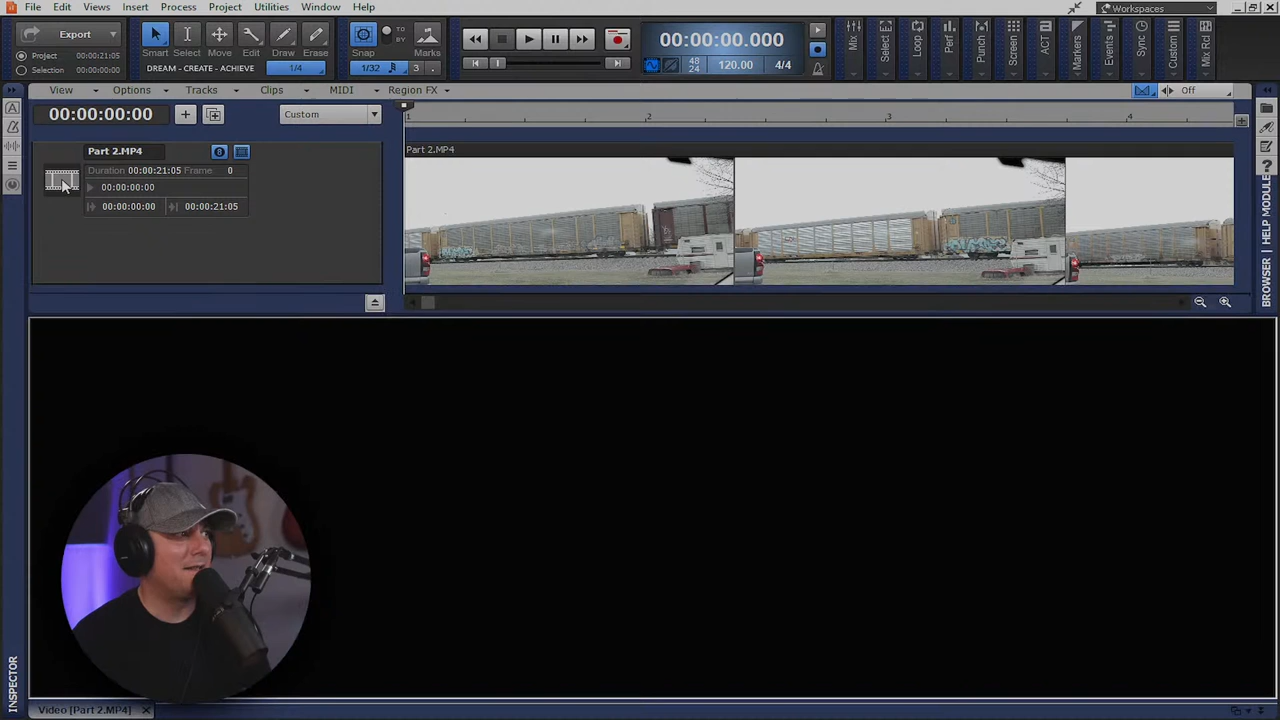 File Edit Views Insert Process Project Utilities Window Help
Workspaces
Export
Project 00:00:21:05
Selection 00:00:00:00
Smart Select Move Edit Draw Erase
DREAM - CREATE - ACHIEVE 1/4
Snap TO BY Marks
1/32 3
00:00:00:000
48 24 120.00 4/4
Mix
Select
Loop
Perf
Punch
Screen
ACT
Markers
Events
Sync
Custom
Mix Rcl
View Options Tracks Clips MIDI Region FX
Off
00:00:00:00
Custom
1 2 3 4
Part 2.MP4
Duration 00:00:21:05 Frame 0
00:00:00:00
00:00:00:00 00:00:21:05
Part 2.MP4
BROWSER | HELP MODULE
INSPECTOR
Video [Part 2.MP4]